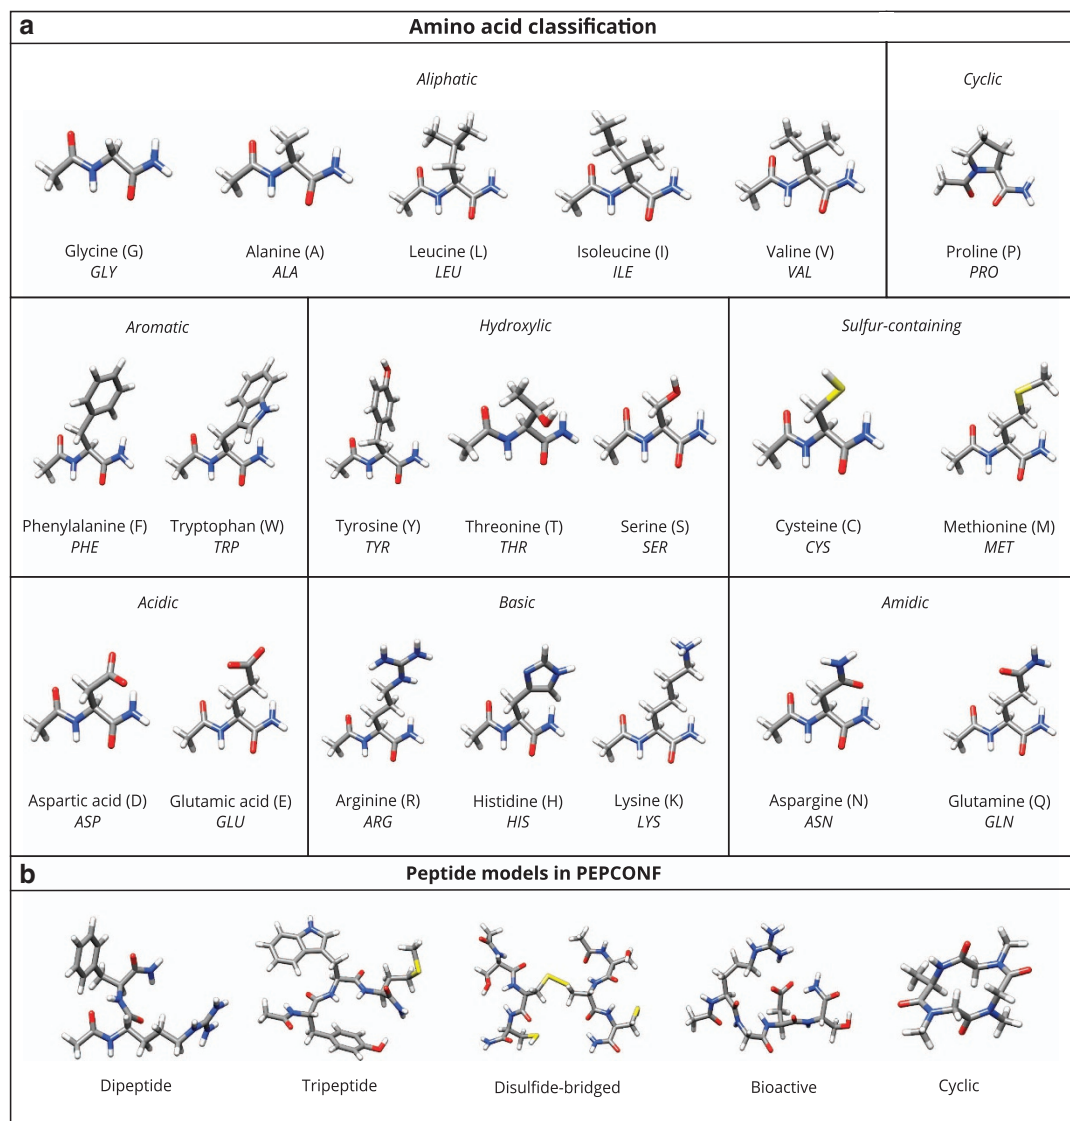 a
Amino acid classification
Aliphatic
Cyclic
Glycine (G)
GLY
Alanine (A)
ALA
Leucine (L)
LEU
Isoleucine (I)
ILE
Valine (V)
VAL
Proline (P)
PRO
Aromatic
Hydroxylic
Sulfur-containing
Phenylalanine (F)
PHE
Tryptophan (W)
TRP
Tyrosine (Y)
TYR
Threonine (T)
THR
Serine (S)
SER
Cysteine (C)
CYS
Methionine (M)
MET
Acidic
Basic
Amidic
Aspartic acid (D)
ASP
Glutamic acid (E)
GLU
Arginine (R)
ARG
Histidine (H)
HIS
Lysine (K)
LYS
Aspargine (N)
ASN
Glutamine (Q)
GLN
b
Peptide models in PEPCONF
Dipeptide
Tripeptide
Disulfide-bridged
Bioactive
Cyclic